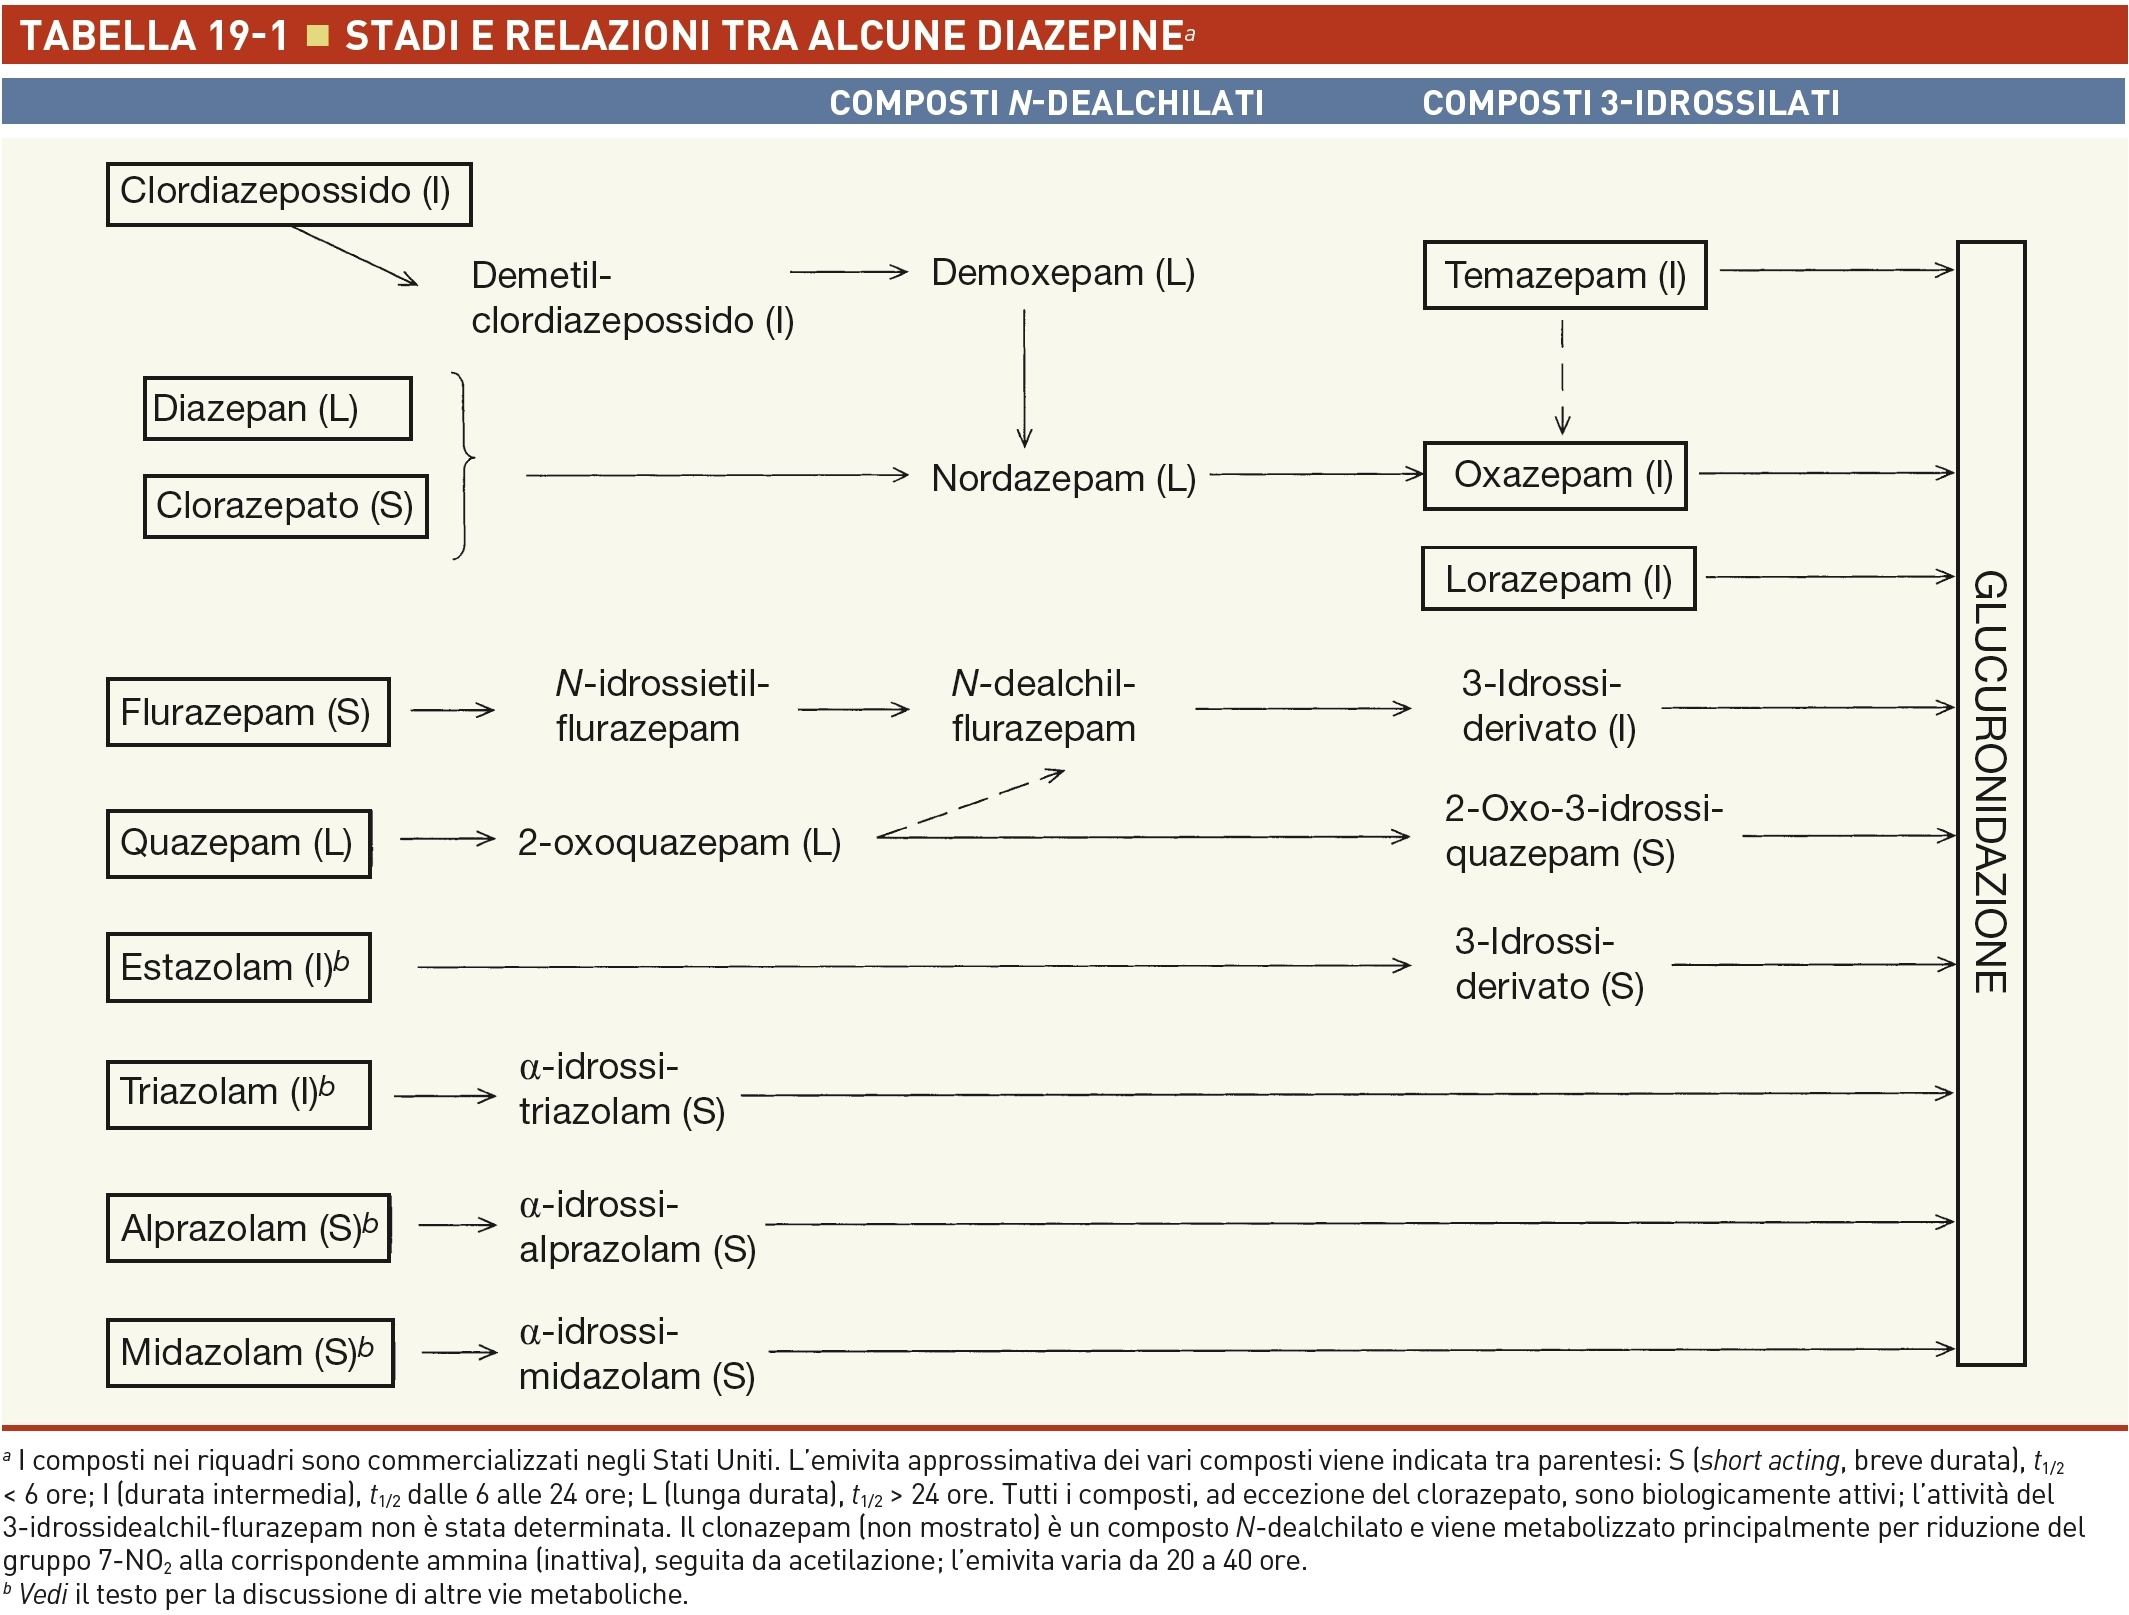 TABELLA 19-1 ■ STADI E RELAZIONI TRA ALCUNE DIAZEPINEa
COMPOSTI N-DEALCHILATI
COMPOSTI 3-IDROSSILATI
Clordiazepossido (I)
Demetil-
clordiazepossido (I)
Demoxepam (L)
Temazepam (I)
Diazepan (L)
Clorazepato (S)
Nordazepam (L)
Oxazepam (I)
Lorazepam (I)
Flurazepam (S)
N-idrossietil-
flurazepam
N-dealchil-
flurazepam
3-Idrossi-
derivato (I)
Quazepam (L)
2-oxoquazepam (L)
2-Oxo-3-idrossi-
quazepam (S)
Estazolam (I)b
3-Idrossi-
derivato (S)
Triazolam (I)b
α-idrossi-
triazolam (S)
Alprazolam (S)b
α-idrossi-
alprazolam (S)
Midazolam (S)b
α-idrossi-
midazolam (S)
GLUCURONIDAZIONE
a I composti nei riquadri sono commercializzati negli Stati Uniti. L'emivita approssimativa dei vari composti viene indicata tra parentesi: S (short acting, breve durata), t1/2
< 6 ore; I (durata intermedia), t1/2 dalle 6 alle 24 ore; L (lunga durata), t1/2 > 24 ore. Tutti i composti, ad eccezione del clorazepato, sono biologicamente attivi; l'attività del
3-idrossidealchil-flurazepam non è stata determinata. Il clonazepam (non mostrato) è un composto N-dealchilato e viene metabolizzato principalmente per riduzione del
gruppo 7-NO2 alla corrispondente ammina (inattiva), seguita da acetilazione; l'emivita varia da 20 a 40 ore.
b Vedi il testo per la discussione di altre vie metaboliche.